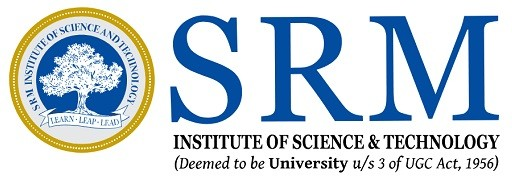 SRM INSTITUTE OF SCIENCE AND TECHNOLOGY
LEARN · LEAP · LEAD
SRM
INSTITUTE OF SCIENCE & TECHNOLOGY
(Deemed to be University u/s 3 of UGC Act, 1956)